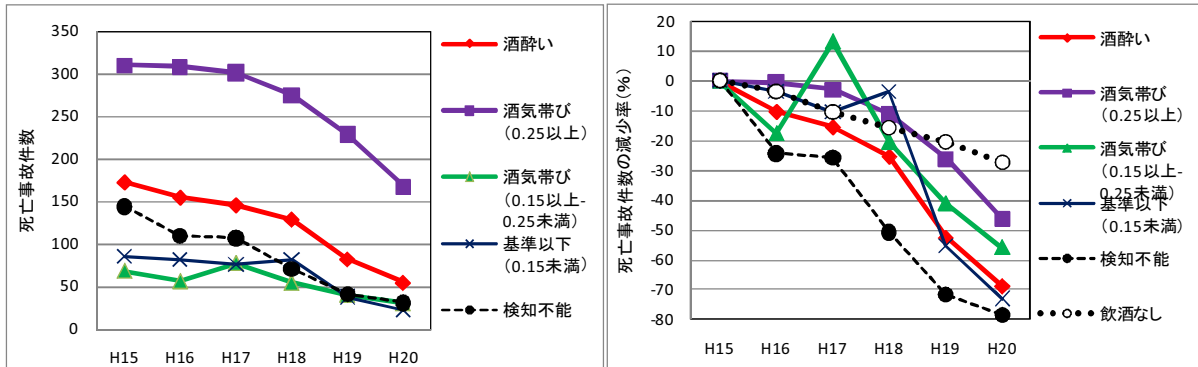 350
300
250
200
150
100
50
0
死亡事故件数
H15 H16 H17 H18 H19 H20
酒酔い
酒気帯び
(0.25以上)
酒気帯び
(0.15以上-
0.25未満)
基準以下
(0.15未満)
検知不能
20
10
0
-10
-20
-30
-40
-50
-60
-70
-80
死亡事故件数の減少率(%)
H15 H16 H17 H18 H19 H20
酒酔い
酒気帯び
(0.25以上)
酒気帯び
(0.15以上-
0.25未満)
基準以下
(0.15未満)
検知不能
飲酒なし